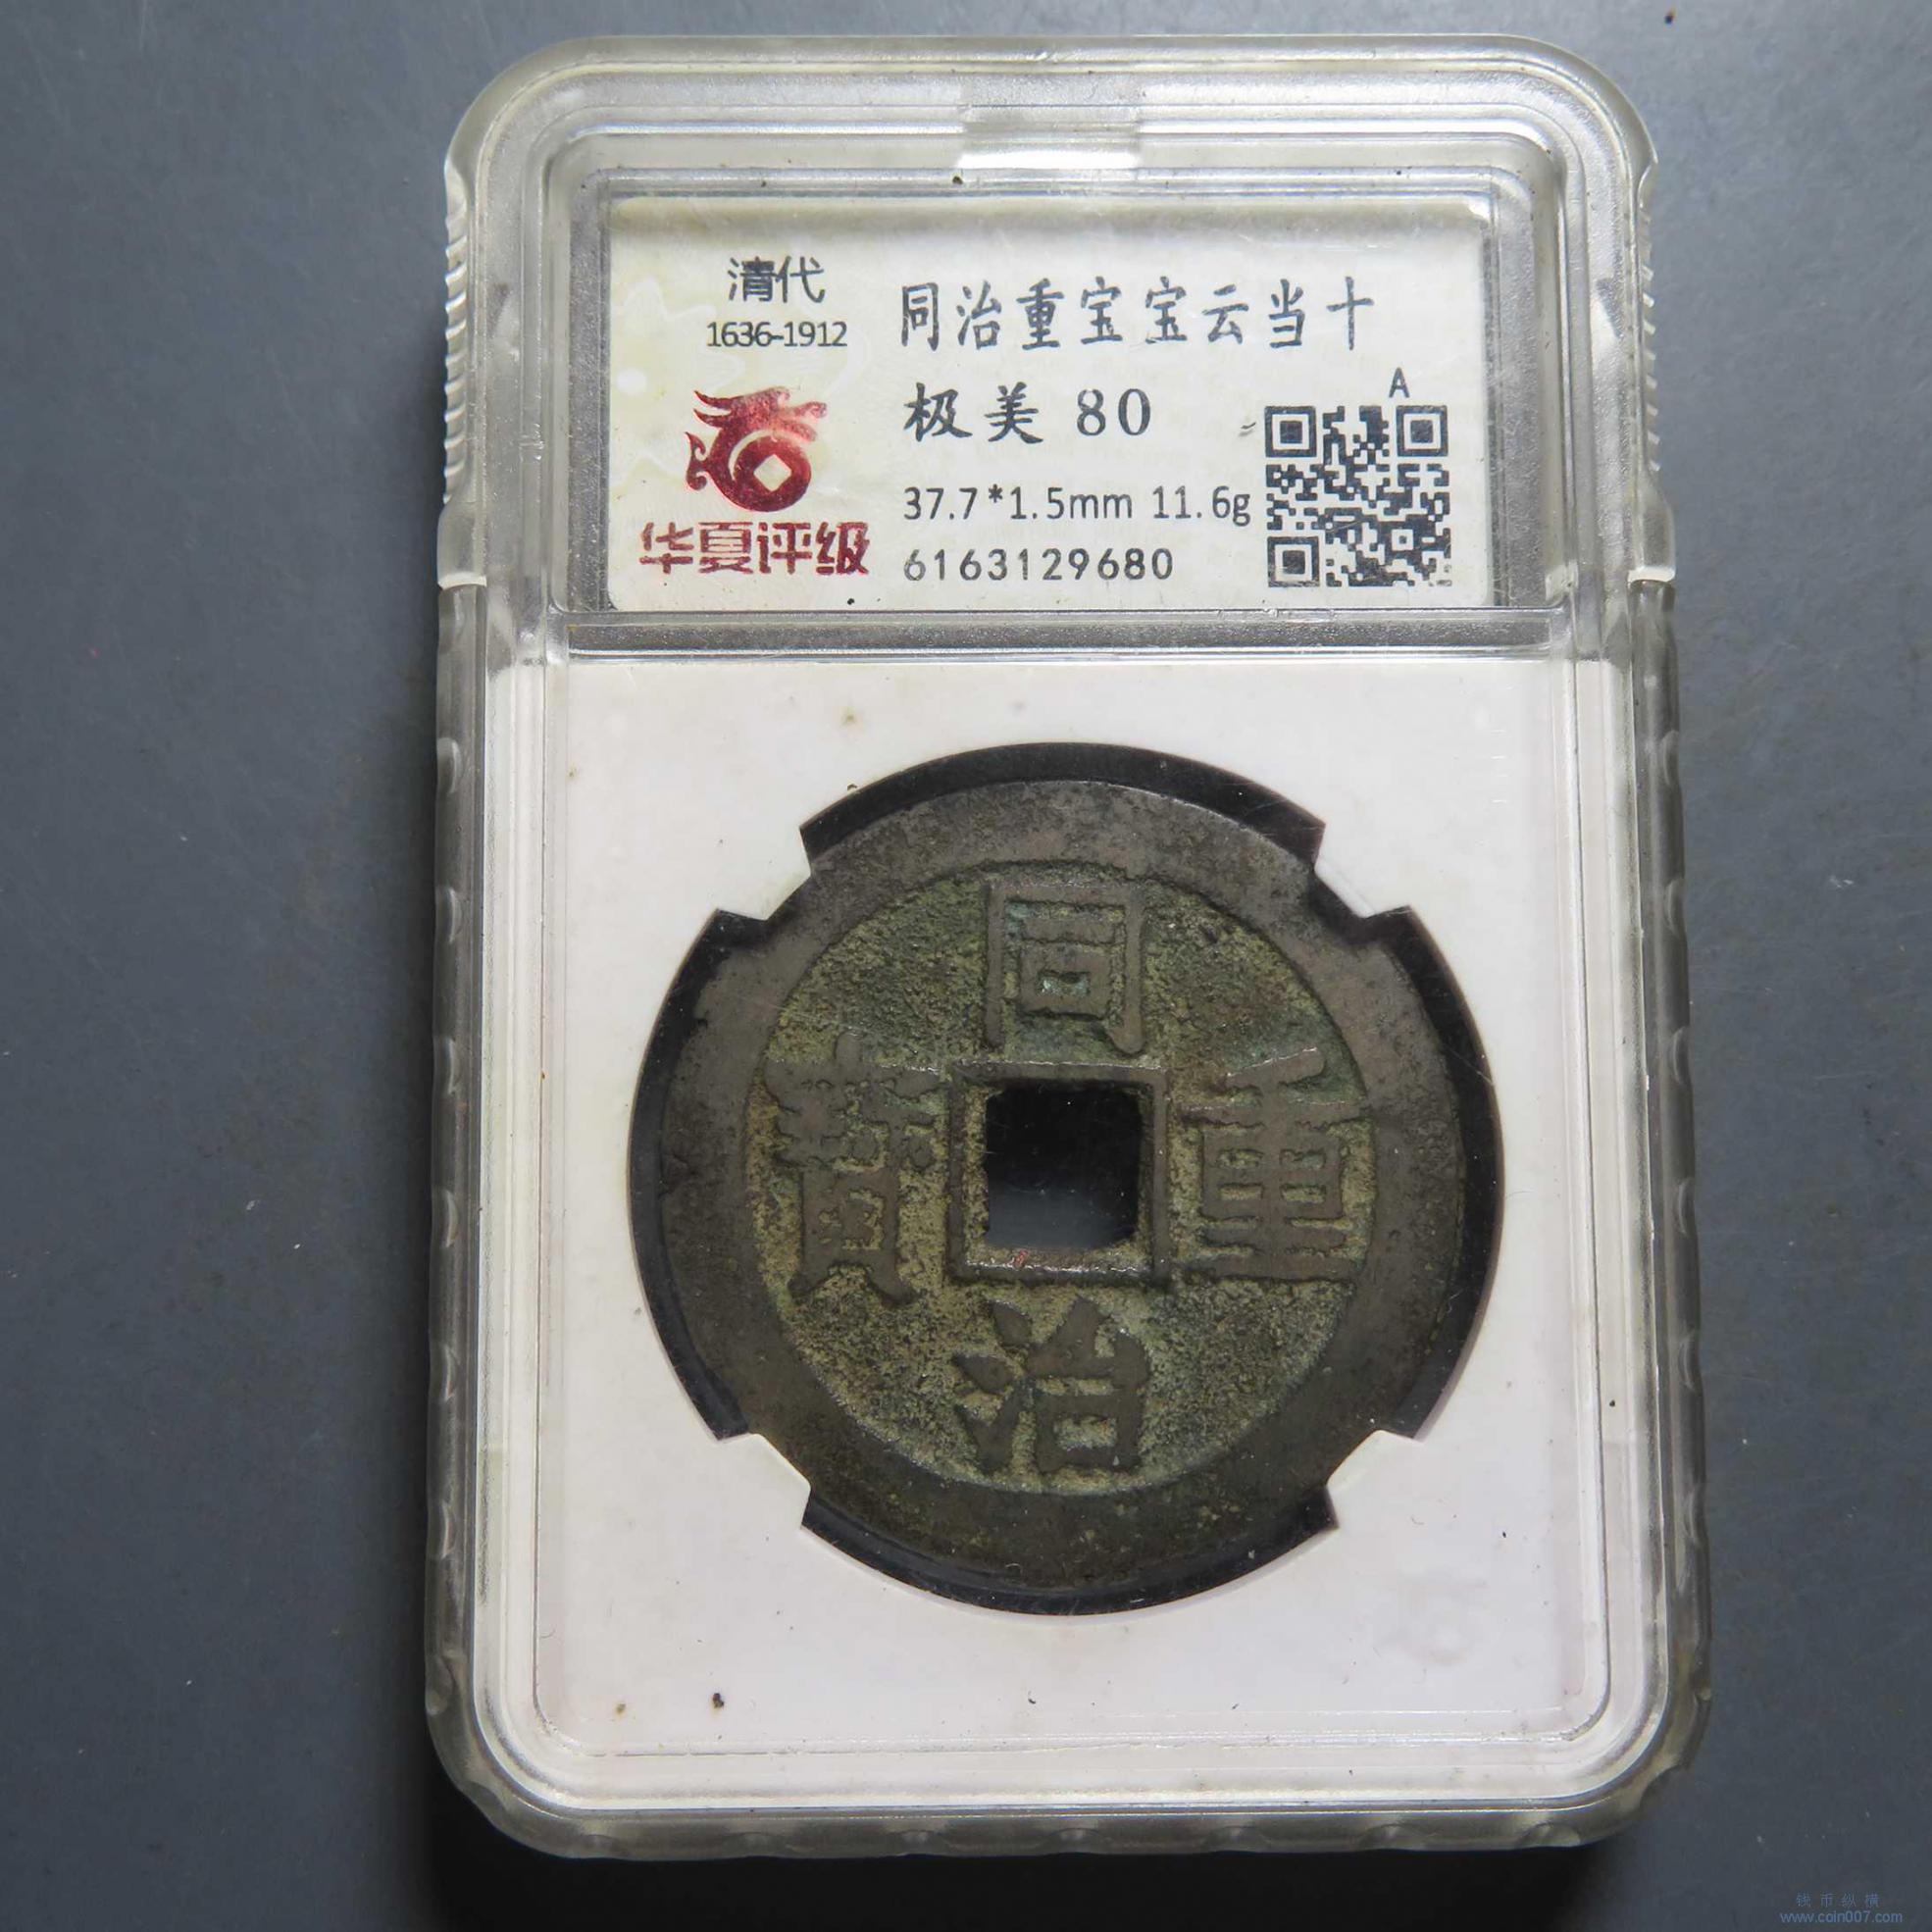 清代
1636-1912
华夏评级
同治重宝宝云当十
极美 80
37.7*1.5mm 11.6g
6163129680
A
同
重
寶
治
钱币纵横
www.coin007.com